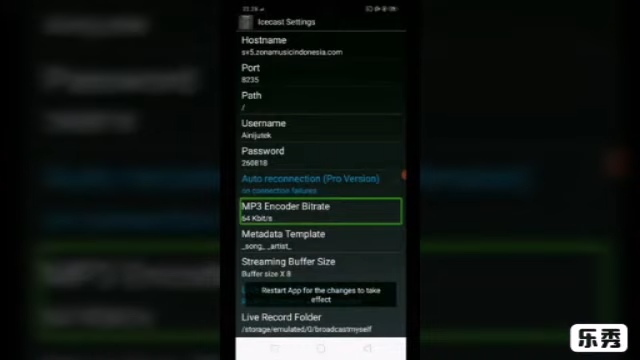 Icecast Settings
Hostname
sv5.zonamusicindonesia.com
Port
8235
Path
/
Username
Ainijutek
Password
260818
Auto reconnection (Pro Version)
on connection failures
MP3 Encoder Bitrate
64 Kbit/s
Metadata Template
_song_ _artist_
Streaming Buffer Size
Buffer size X 8
Restart App for the changes to take
effect
Live Record Folder
/storage/emulated/0/broadcastmyself
乐秀